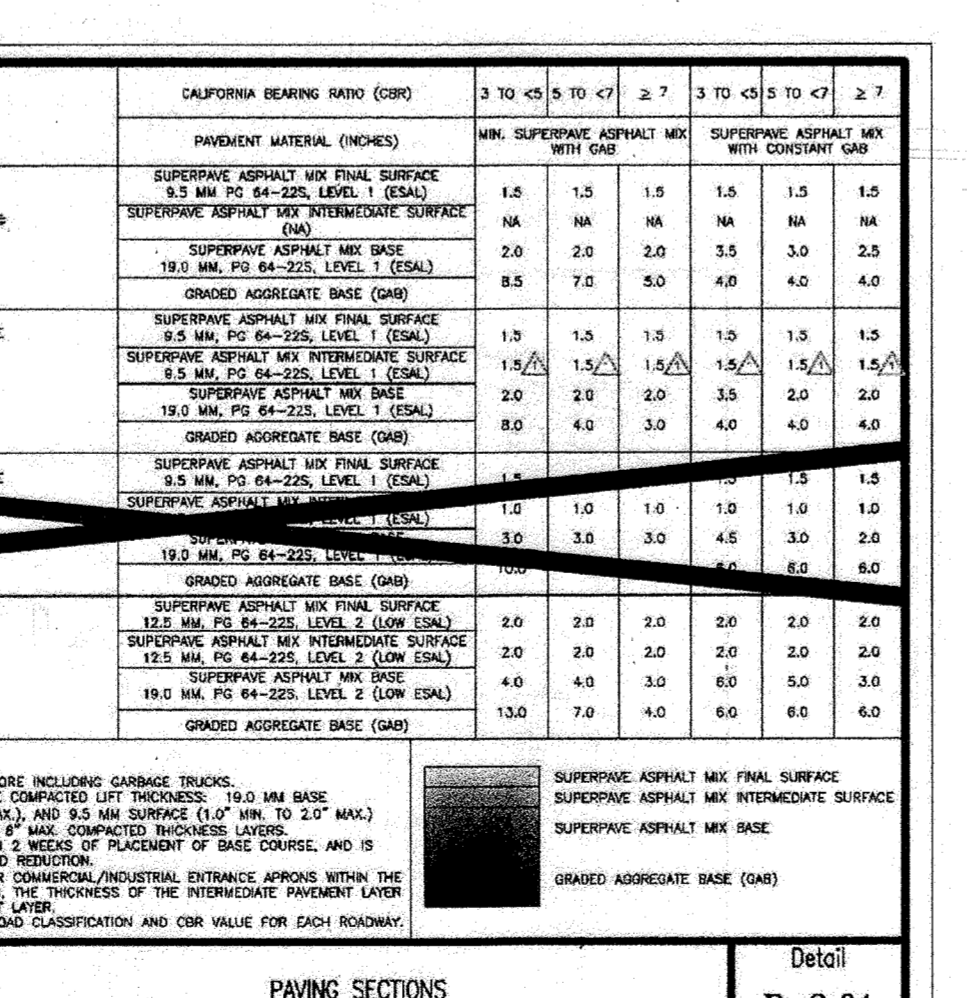 CALIFORNIA BEARING RATIO (CBR) 3 TO <5 5 TO <7 ≥ 7 3 TO <5 5 TO <7 ≥ 7
PAVEMENT MATERIAL (INCHES) MIN. SUPERPAVE ASPHALT MIX WITH GAB SUPERPAVE ASPHALT MIX WITH CONSTANT GAB
SUPERPAVE ASPHALT MIX FINAL SURFACE
9.5 MM PG 64-22S, LEVEL 1 (ESAL) 1.5 1.5 1.5 1.5 1.5 1.5
SUPERPAVE ASPHALT MIX INTERMEDIATE SURFACE
(NA) NA NA NA NA NA NA
SUPERPAVE ASPHALT MIX BASE
19.0 MM, PG 64-22S, LEVEL 1 (ESAL) 2.0 2.0 2.0 3.5 3.0 2.5
GRADED AGGREGATE BASE (GAB) 8.5 7.0 5.0 4.0 4.0 4.0
SUPERPAVE ASPHALT MIX FINAL SURFACE
9.5 MM, PG 64-22S, LEVEL 1 (ESAL) 1.5 1.5 1.5 1.5 1.5 1.5
SUPERPAVE ASPHALT MIX INTERMEDIATE SURFACE
9.5 MM, PG 64-22S, LEVEL 1 (ESAL) 1.5 1 1.5 1 1.5 1 1.5 1 1.5 1 1.5 1
SUPERPAVE ASPHALT MIX BASE
19.0 MM, PG 64-22S, LEVEL 1 (ESAL) 2.0 2.0 2.0 3.5 2.0 2.0
GRADED AGGREGATE BASE (GAB) 8.0 4.0 3.0 4.0 4.0 4.0
SUPERPAVE ASPHALT MIX FINAL SURFACE
9.5 MM, PG 64-22S, LEVEL 1 (ESAL) 1.5 1.5 1.5
SUPERPAVE ASPHALT MIX
1 (ESAL) 1.0 1.0 1.0 1.0 1.0 1.0
19.0 MM, PG 64-22S, LEVEL 3.0 3.0 3.0 4.5 3.0 2.0
GRADED AGGREGATE BASE (GAB) 10.0 6.0 6.0 6.0
SUPERPAVE ASPHALT MIX FINAL SURFACE
12.5 MM, PG 64-22S, LEVEL 2 (LOW ESAL) 2.0 2.0 2.0 2.0 2.0 2.0
SUPERPAVE ASPHALT MIX INTERMEDIATE SURFACE
12.5 MM, PG 64-22S, LEVEL 2 (LOW ESAL) 2.0 2.0 2.0 2.0 2.0 2.0
SUPERPAVE ASPHALT MIX BASE
19.0 MM, PG 64-22S, LEVEL 2 (LOW ESAL) 4.0 4.0 3.0 6.0 5.0 3.0
GRADED AGGREGATE BASE (GAB) 13.0 7.0 4.0 6.0 6.0 6.0
ORE INCLUDING GARBAGE TRUCKS.
COMPACTED LIFT THICKNESS: 19.0 MM BASE
AX.), AND 9.5 MM SURFACE (1.0" MIN. TO 2.0" MAX.)
6" MAX. COMPACTED THICKNESS LAYERS.
2 WEEKS OF PLACEMENT OF BASE COURSE, AND IS
D REDUCTION.
R COMMERCIAL/INDUSTRIAL ENTRANCE APRONS WITHIN THE
, THE THICKNESS OF THE INTERMEDIATE PAVEMENT LAYER
T LAYER.
OAD CLASSIFICATION AND CBR VALUE FOR EACH ROADWAY.
SUPERPAVE ASPHALT MIX FINAL SURFACE
SUPERPAVE ASPHALT MIX INTERMEDIATE SURFACE
SUPERPAVE ASPHALT MIX BASE
GRADED AGGREGATE BASE (GAB)
PAVING SECTIONS
Detail